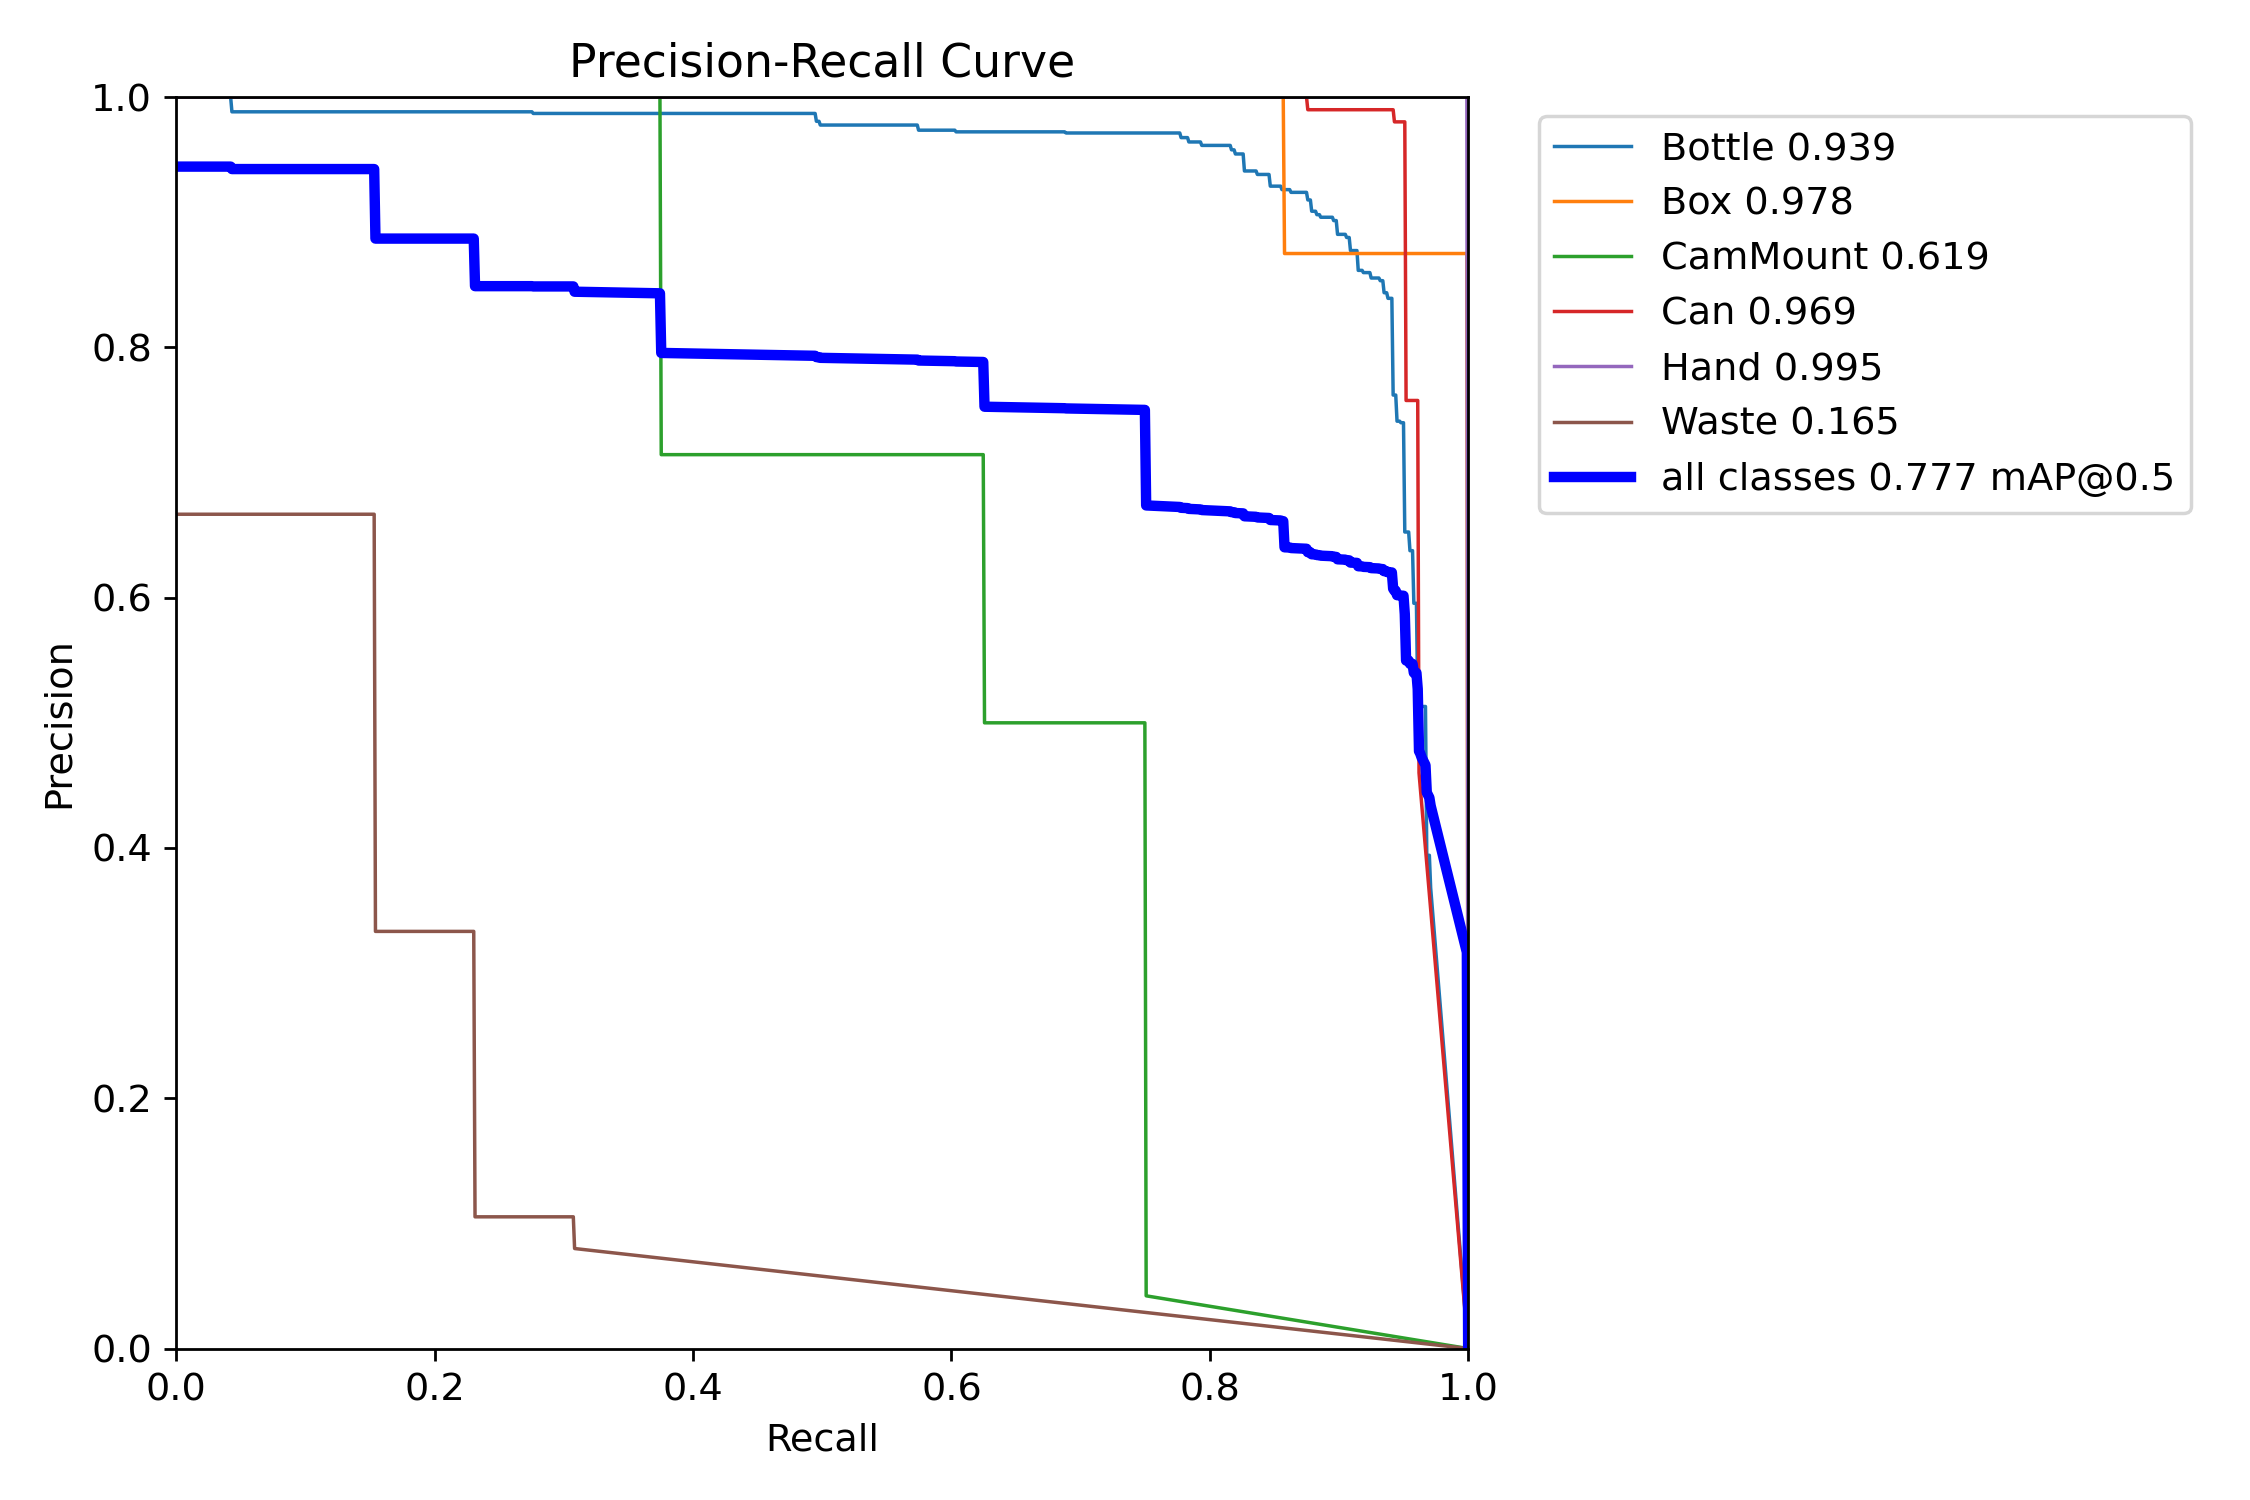 Precision-Recall Curve
1.0
0.8
0.6
0.4
0.2
0.0
Precision
0.0 0.2 0.4 0.6 0.8 1.0
Recall
Bottle 0.939
Box 0.978
CamMount 0.619
Can 0.969
Hand 0.995
Waste 0.165
all classes 0.777 mAP@0.5